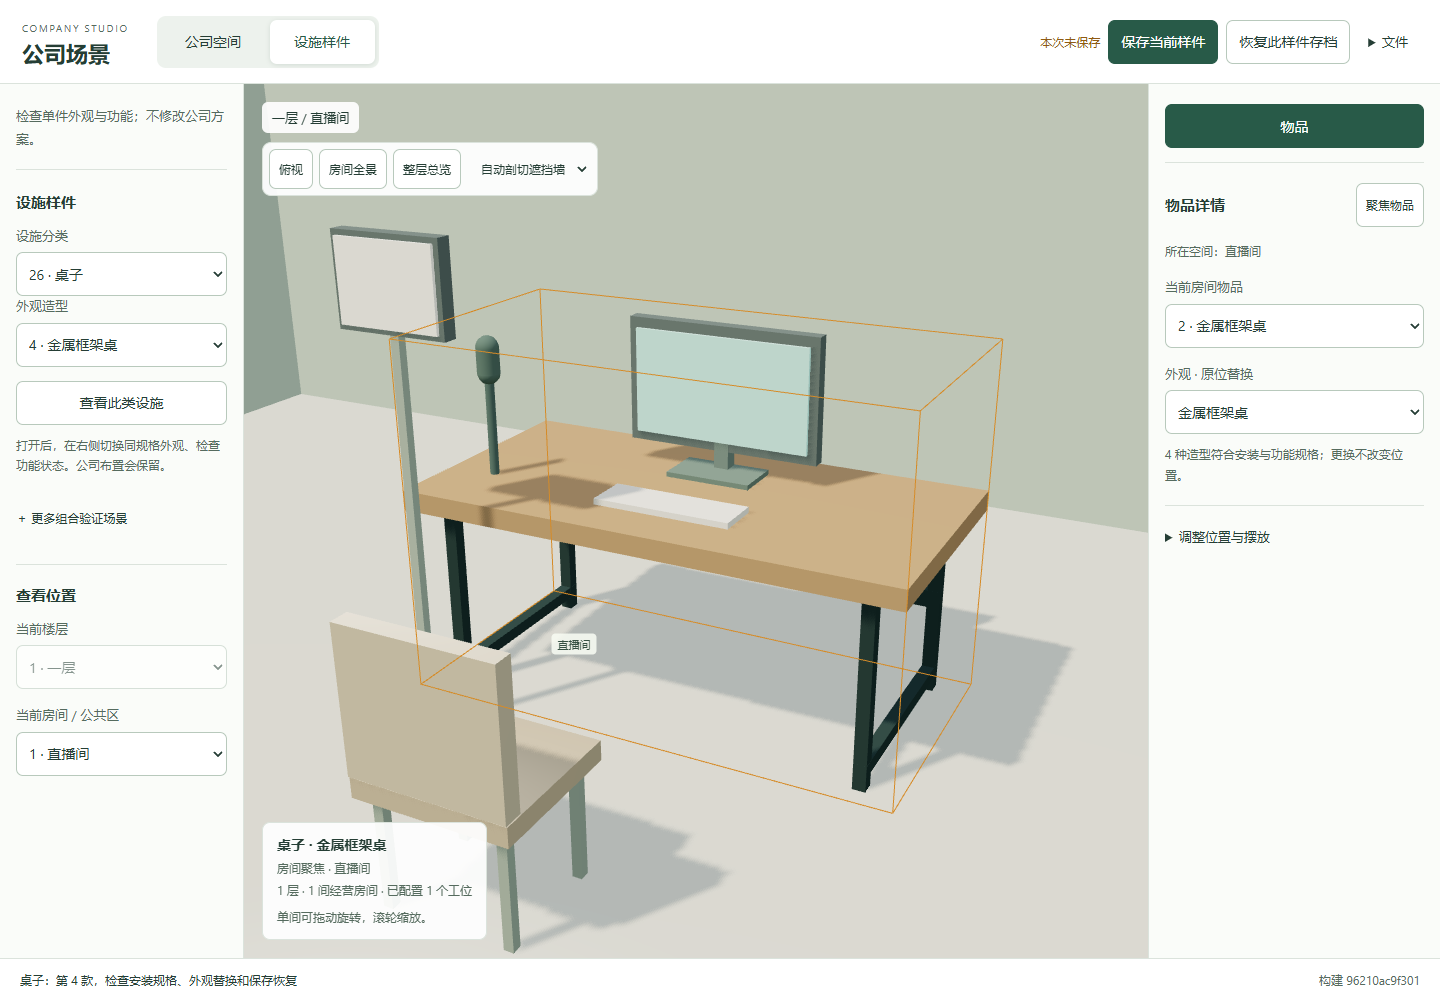 COMPANY STUDIO
公司场景
公司空间
设施样件
本次未保存
保存当前样件
恢复此样件存档
文件
检查单件外观与功能；不修改公司方
案。
设施样件
设施分类
26 · 桌子
外观造型
4 · 金属框架桌
查看此类设施
打开后，在右侧切换同规格外观、检查
功能状态。公司布置会保留。
+ 更多组合验证场景
查看位置
当前楼层
1 · 一层
当前房间 / 公共区
1 · 直播间
一层 / 直播间
俯视
房间全景
整层总览
自动剖切遮挡墙
直播间
桌子 · 金属框架桌
房间聚焦 · 直播间
1 层 · 1 间经营房间 · 已配置 1 个工位
单间可拖动旋转，滚轮缩放。
物品
物品详情
聚焦物品
所在空间：直播间
当前房间物品
2 · 金属框架桌
外观 · 原位替换
金属框架桌
4 种造型符合安装与功能规格；更换不改变位
置。
调整位置与摆放
桌子：第 4 款，检查安装规格、外观替换和保存恢复
构建 96210ac9f301